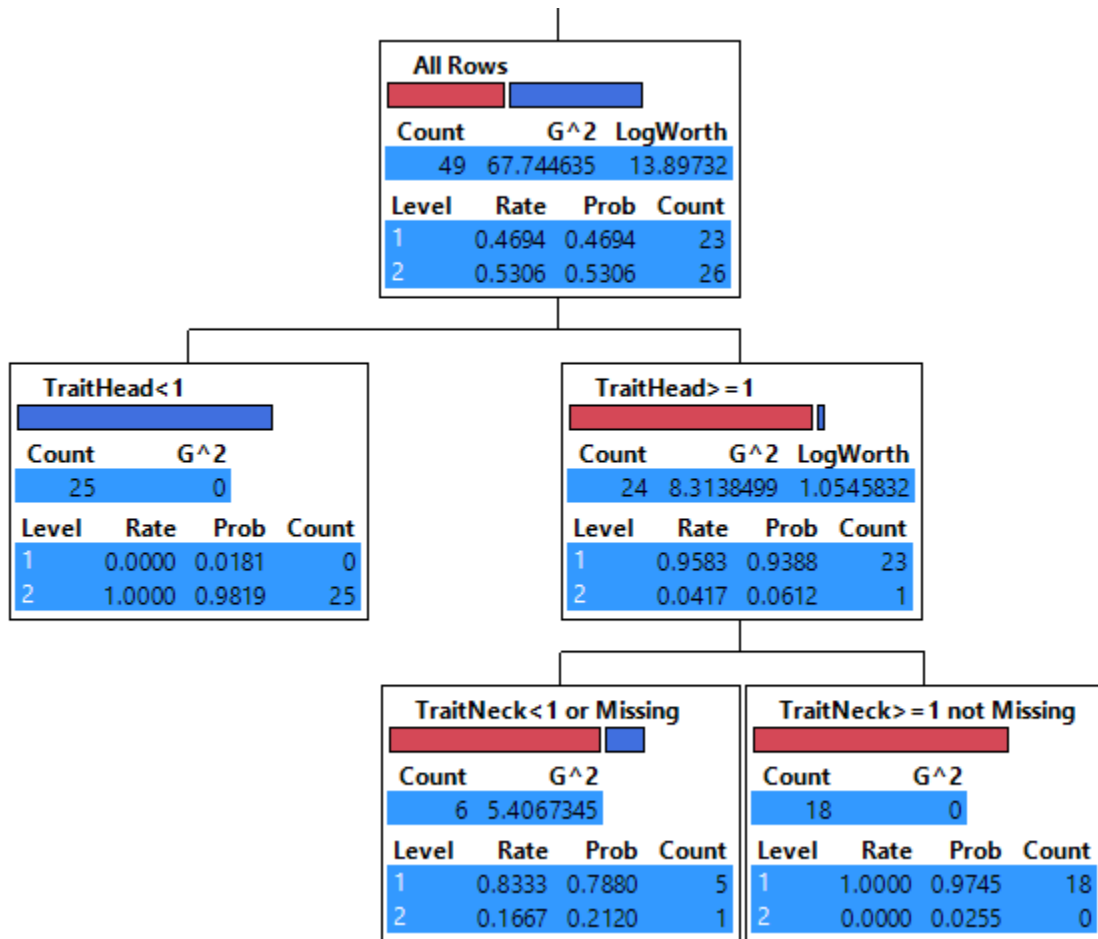 All Rows
Count G^2 LogWorth
49 67.744635 13.89732
Level Rate Prob Count
1 0.4694 0.4694 23
2 0.5306 0.5306 26
TraitHead<1
Count G^2
25 0
Level Rate Prob Count
1 0.0000 0.0181 0
2 1.0000 0.9819 25
TraitHead>=1
Count G^2 LogWorth
24 8.3138499 1.0545832
Level Rate Prob Count
1 0.9583 0.9388 23
2 0.0417 0.0612 1
TraitNeck<1 or Missing
Count G^2
6 5.4067345
Level Rate Prob Count
1 0.8333 0.7880 5
2 0.1667 0.2120 1
TraitNeck>=1 not Missing
Count G^2
18 0
Level Rate Prob Count
1 1.0000 0.9745 18
2 0.0000 0.0255 0